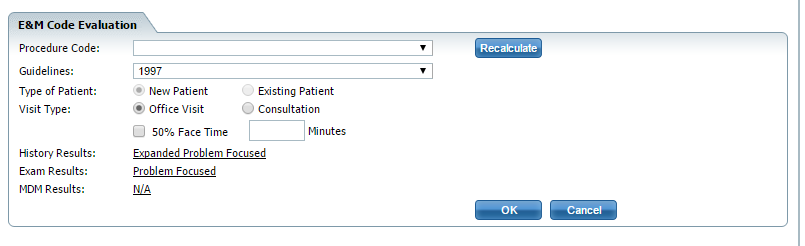 E&M Code Evaluation
Procedure Code: Recalculate
Guidelines: 1997
Type of Patient: New Patient Existing Patient
Visit Type: Office Visit Consultation
50% Face Time Minutes
History Results: Expanded Problem Focused
Exam Results: Problem Focused
MDM Results: N/A
OK Cancel